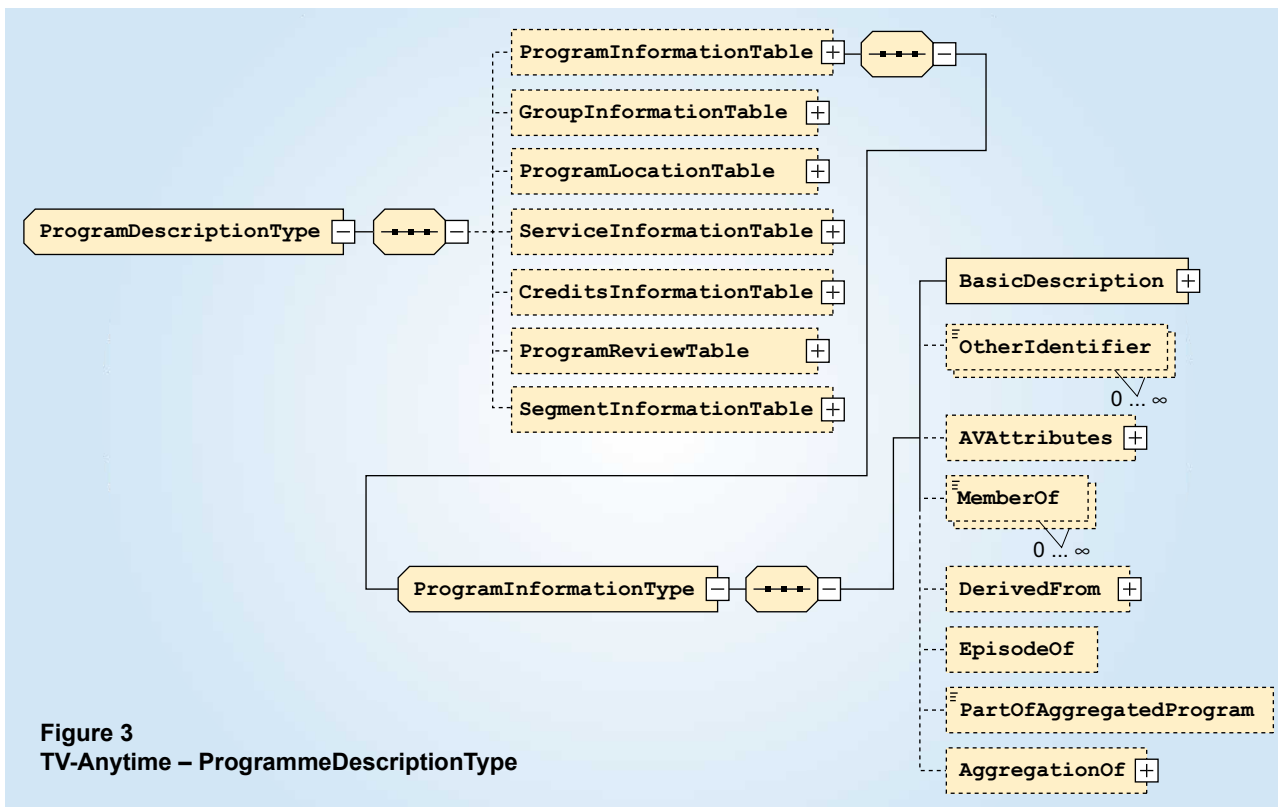 ProgramInformationTable
GroupInformationTable
ProgramLocationTable
ProgramDescriptionType
ServiceInformationTable
CreditsInformationTable
ProgramReviewTable
SegmentInformationTable
BasicDescription
OtherIdentifier
0 ... ∞
AVAttributes
MemberOf
0 ... ∞
ProgramInformationType
DerivedFrom
EpisodeOf
PartOfAggregatedProgram
AggregationOf
Figure 3
TV-Anytime – ProgrammeDescriptionType